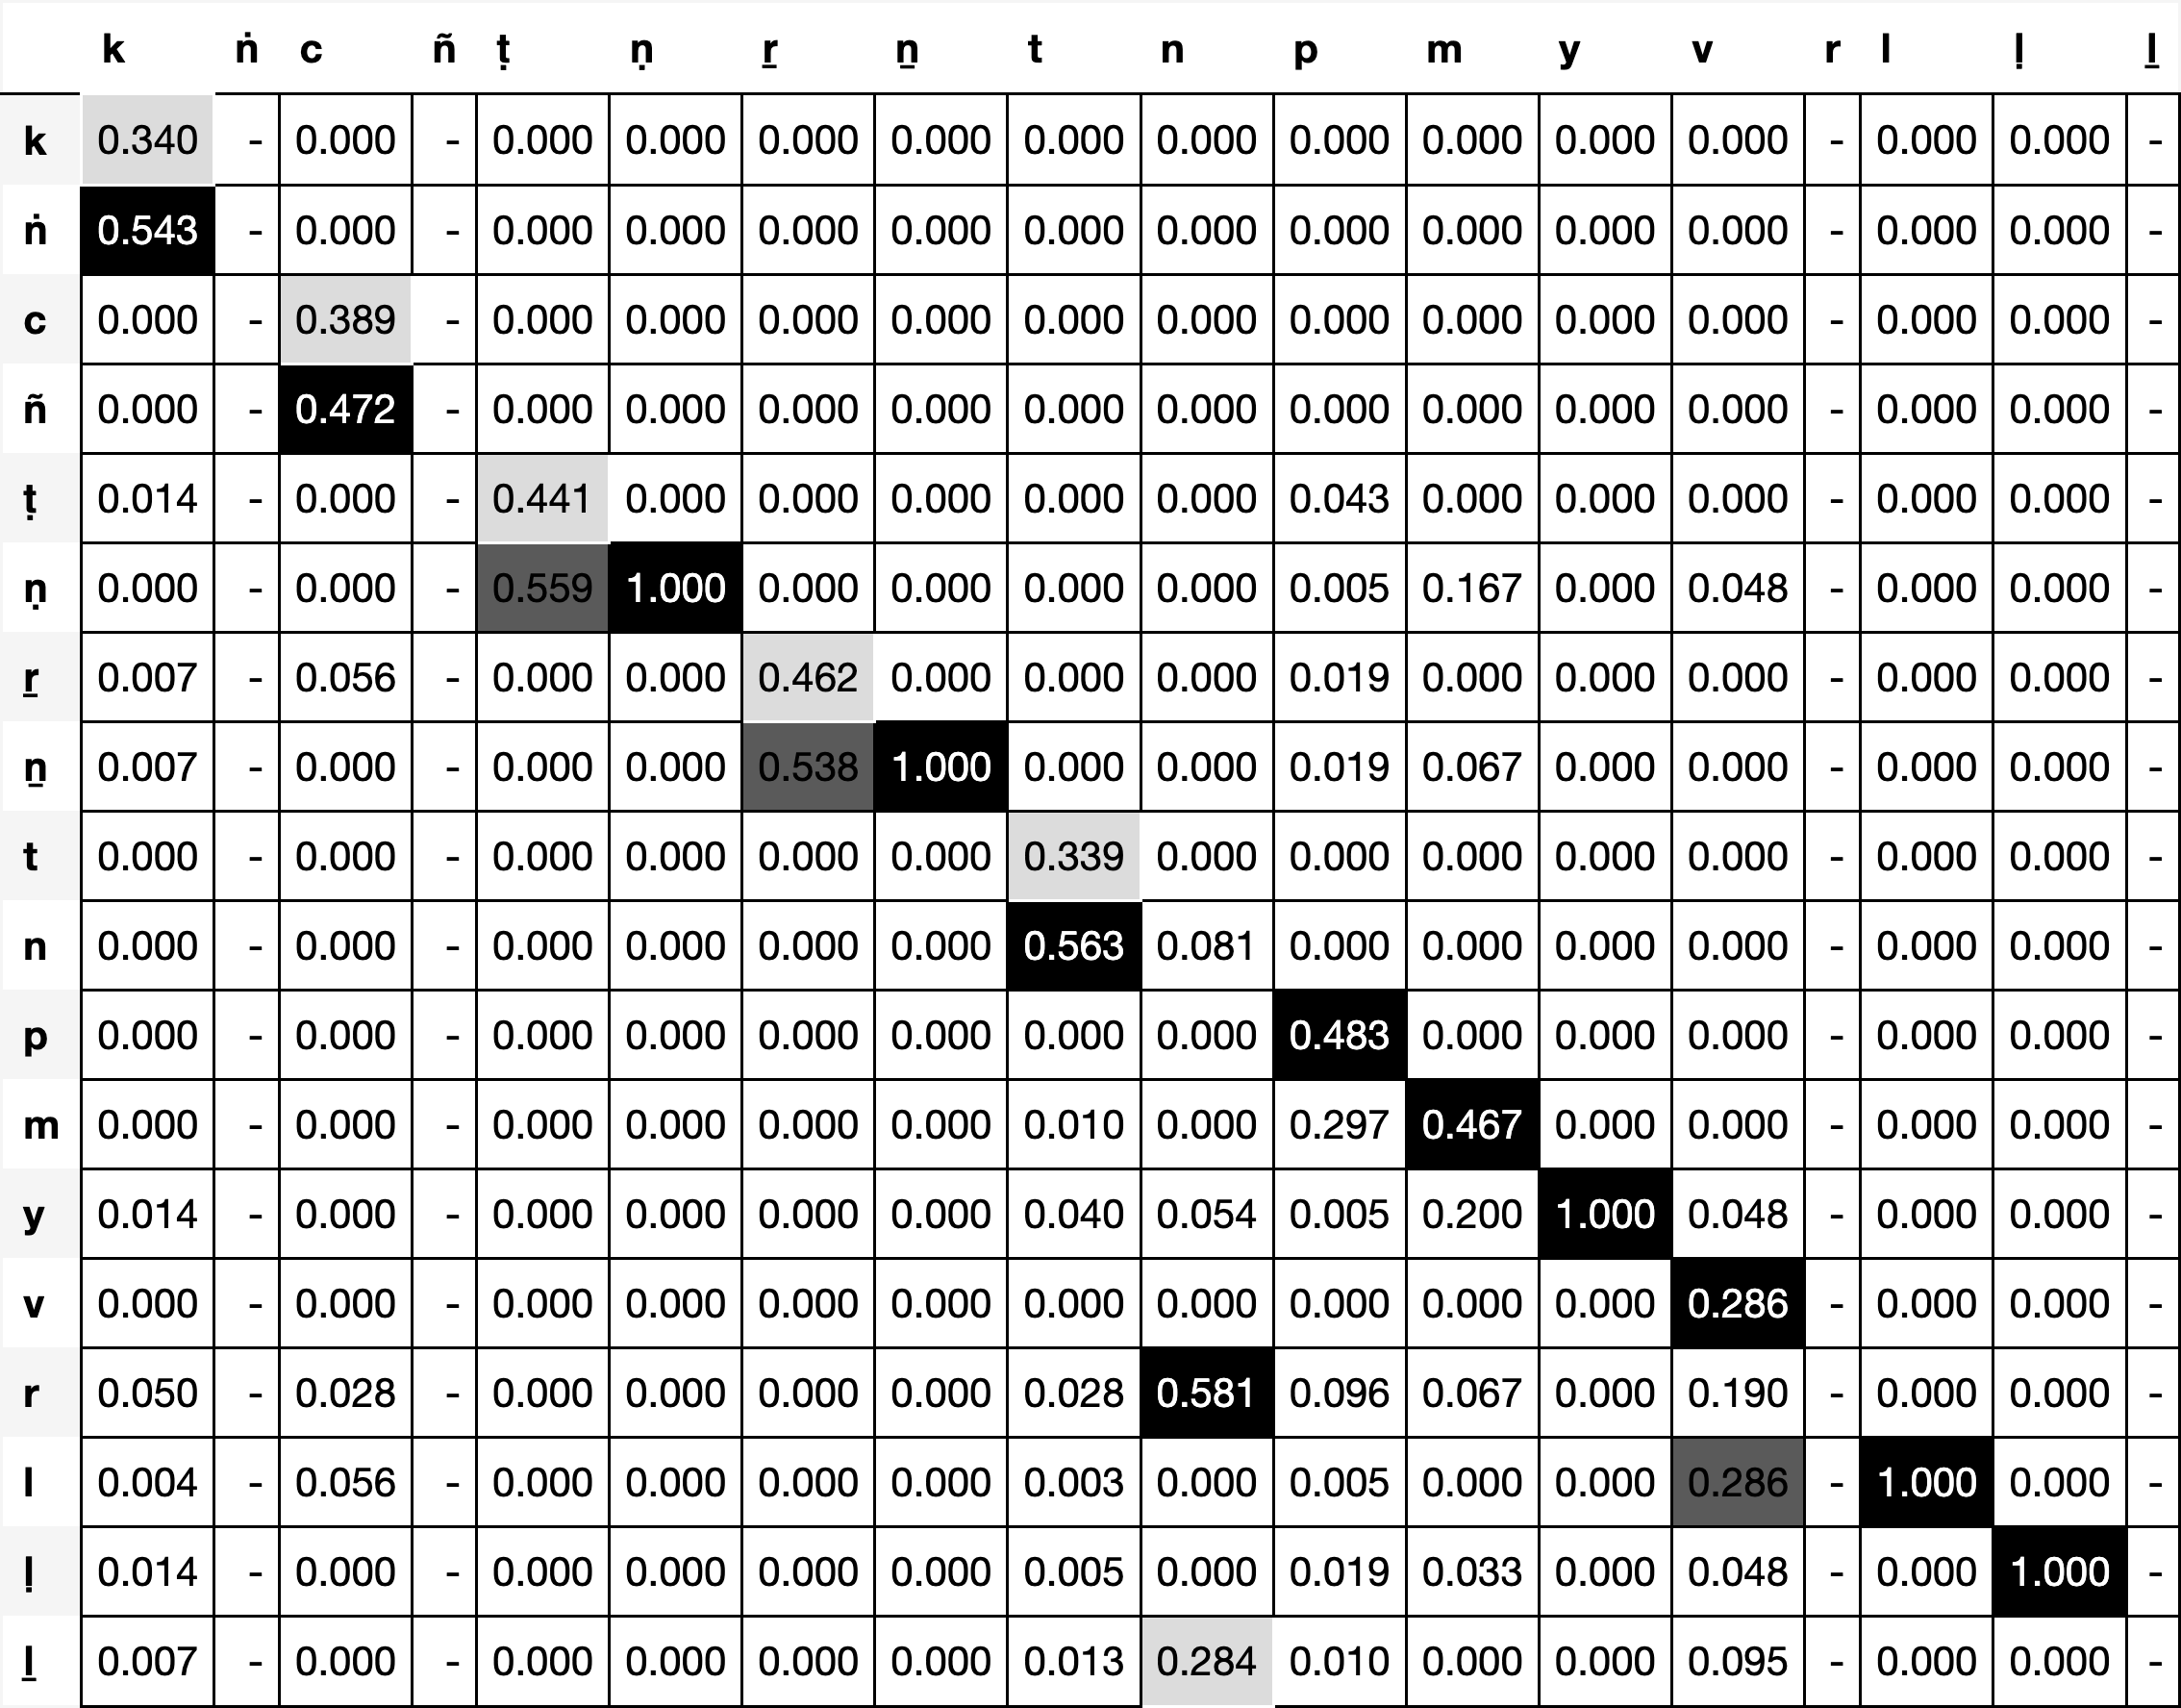 k ṅ c ñ ṭ ṇ ṟ ṉ t n p m y v r l ḷ ḻ
k 0.340 - 0.000 - 0.000 0.000 0.000 0.000 0.000 0.000 0.000 0.000 0.000 0.000 - 0.000 0.000 -
ṅ 0.543 - 0.000 - 0.000 0.000 0.000 0.000 0.000 0.000 0.000 0.000 0.000 0.000 - 0.000 0.000 -
c 0.000 - 0.389 - 0.000 0.000 0.000 0.000 0.000 0.000 0.000 0.000 0.000 0.000 - 0.000 0.000 -
ñ 0.000 - 0.472 - 0.000 0.000 0.000 0.000 0.000 0.000 0.000 0.000 0.000 0.000 - 0.000 0.000 -
ṭ 0.014 - 0.000 - 0.441 0.000 0.000 0.000 0.000 0.000 0.043 0.000 0.000 0.000 - 0.000 0.000 -
ṇ 0.000 - 0.000 - 0.559 1.000 0.000 0.000 0.000 0.000 0.005 0.167 0.000 0.048 - 0.000 0.000 -
ṟ 0.007 - 0.056 - 0.000 0.000 0.462 0.000 0.000 0.000 0.019 0.000 0.000 0.000 - 0.000 0.000 -
ṉ 0.007 - 0.000 - 0.000 0.000 0.538 1.000 0.000 0.000 0.019 0.067 0.000 0.000 - 0.000 0.000 -
t 0.000 - 0.000 - 0.000 0.000 0.000 0.000 0.339 0.000 0.000 0.000 0.000 0.000 - 0.000 0.000 -
n 0.000 - 0.000 - 0.000 0.000 0.000 0.000 0.563 0.081 0.000 0.000 0.000 0.000 - 0.000 0.000 -
p 0.000 - 0.000 - 0.000 0.000 0.000 0.000 0.000 0.000 0.483 0.000 0.000 0.000 - 0.000 0.000 -
m 0.000 - 0.000 - 0.000 0.000 0.000 0.000 0.010 0.000 0.297 0.467 0.000 0.000 - 0.000 0.000 -
y 0.014 - 0.000 - 0.000 0.000 0.000 0.000 0.040 0.054 0.005 0.200 1.000 0.048 - 0.000 0.000 -
v 0.000 - 0.000 - 0.000 0.000 0.000 0.000 0.000 0.000 0.000 0.000 0.000 0.286 - 0.000 0.000 -
r 0.050 - 0.028 - 0.000 0.000 0.000 0.000 0.028 0.581 0.096 0.067 0.000 0.190 - 0.000 0.000 -
l 0.004 - 0.056 - 0.000 0.000 0.000 0.000 0.003 0.000 0.005 0.000 0.000 0.286 - 1.000 0.000 -
ḷ 0.014 - 0.000 - 0.000 0.000 0.000 0.000 0.005 0.000 0.019 0.033 0.000 0.048 - 0.000 1.000 -
ḻ 0.007 - 0.000 - 0.000 0.000 0.000 0.000 0.013 0.284 0.010 0.000 0.000 0.095 - 0.000 0.000 -